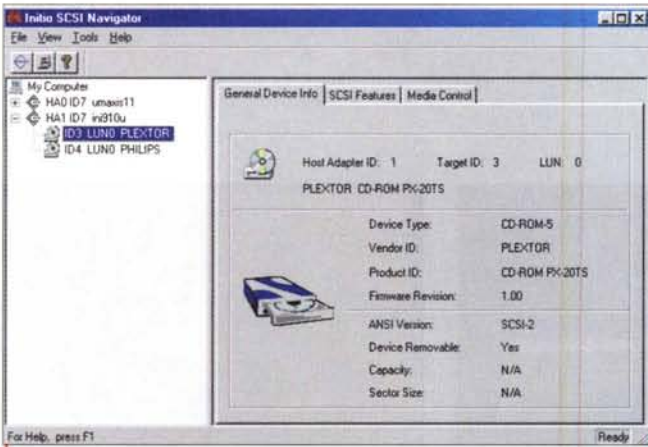 Initio SCSI Navigator
File View Tools Help
My Computer
HA0 ID7 umaxis11
HA1 ID7 ini910u
ID3 LUN0 PLEXTOR
ID4 LUN0 PHILIPS
General Device Info SCSI Features Media Control
Host Adapter ID: 1 Target ID: 3 LUN: 0
PLEXTOR CD-ROM PX-20TS
Device Type: CD-ROM-5
Vendor ID: PLEXTOR
Product ID: CD-ROM PX-20TS
Firmware Revision: 1.00
ANSI Version: SCSI-2
Device Removable: Yes
Capacity: N/A
Sector Size: N/A
For Help, press F1 Ready